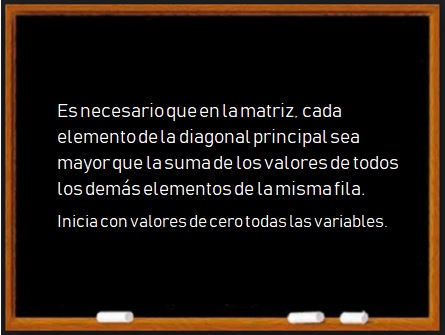 Es necesario que en la matriz, cada
elemento de la diagonal principal sea
mayor que la suma de los valores de todos
los demás elementos de la misma fila.
Inicia con valores de cero todas las variables.